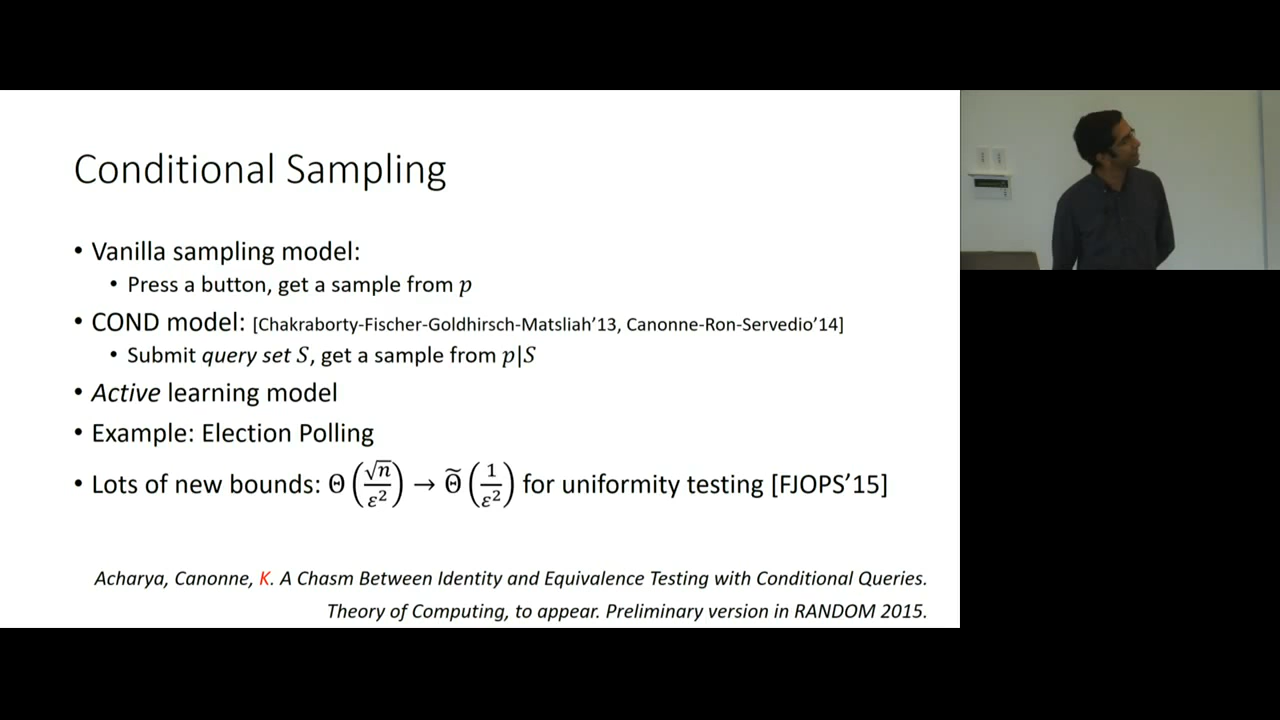 Conditional Sampling
• Vanilla sampling model:
• Press a button, get a sample from p
• COND model: [Chakraborty-Fischer-Goldhirsch-Matsliah’13, Canonne-Ron-Servedio’14]
• Submit query set S, get a sample from p|S
• Active learning model
• Example: Election Polling
• Lots of new bounds: Θ(√n/ε²) → Θ̃(1/ε²) for uniformity testing [FJOPS’15]
Acharya, Canonne, K. A Chasm Between Identity and Equivalence Testing with Conditional Queries.
Theory of Computing, to appear. Preliminary version in RANDOM 2015.